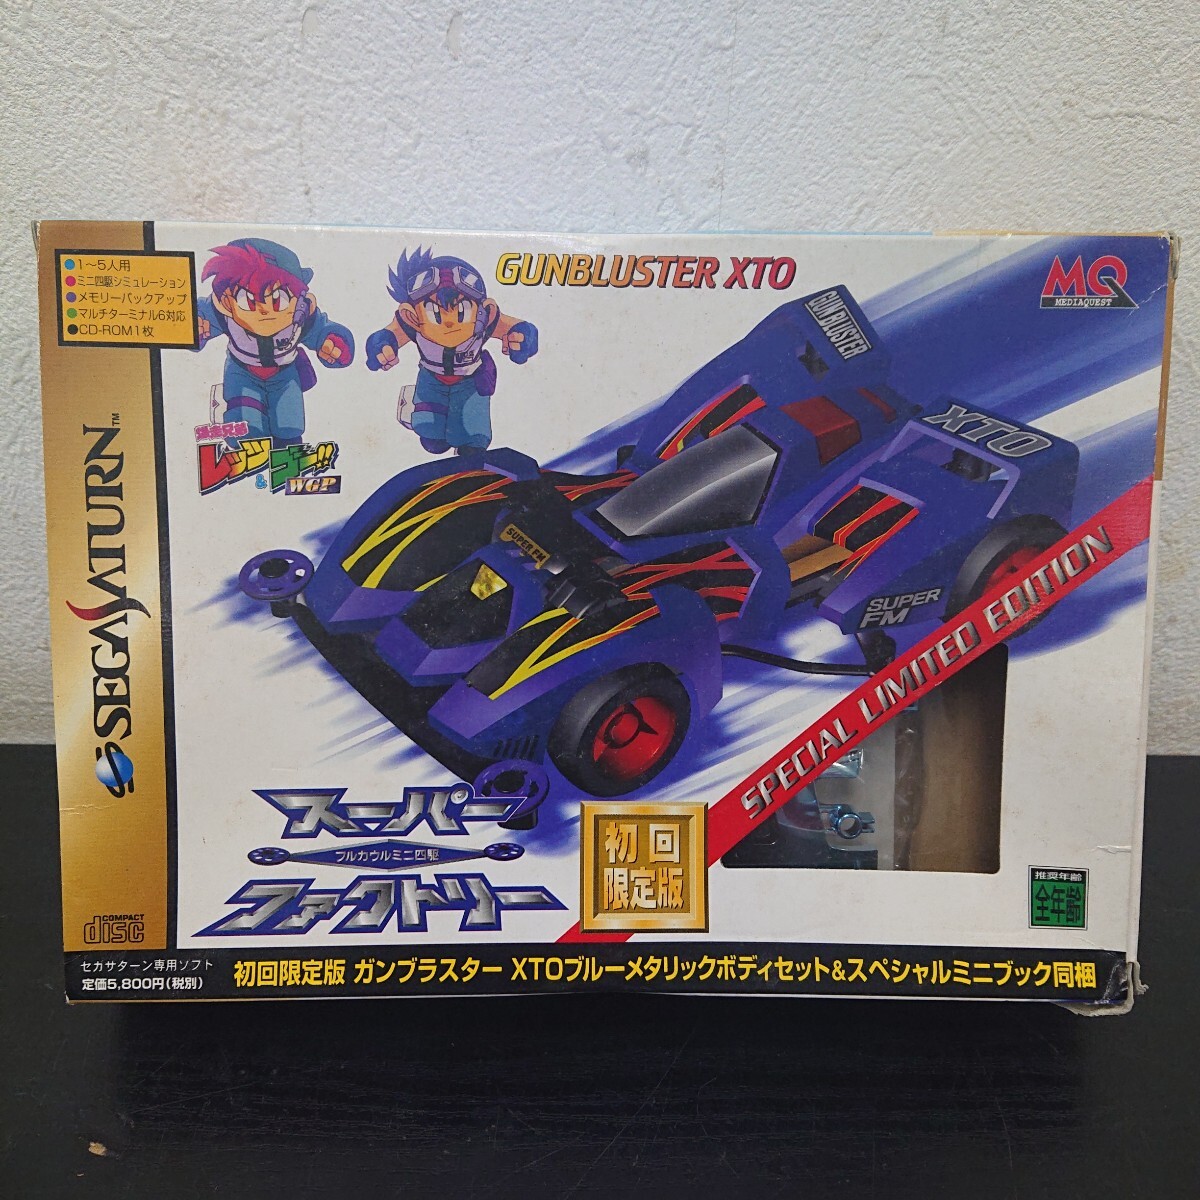 1〜5人用
ミニ四駆シミュレーション
メモリーバックアップ
マルチターミナル6対応
CD-ROM1枚
GUNBLUSTER XTO
MQ
MEDIAQUEST
爆走兄弟
レッツ
&
ゴー!!
WGP
SEGA SATURN™
GUN BLUSTER
XTO
SUPER FM
SUPER
FM
SPECIAL LIMITED EDITION
スーパー
フルカウルミニ四駆
ファクトリー
初回
限定版
推奨年齢
全年齢
COMPACT
disc
セガサターン専用ソフト
定価5,800円(税別)
初回限定版 ガンブラスター XTOブルーメタリックボディセット&スペシャルミニブック同梱